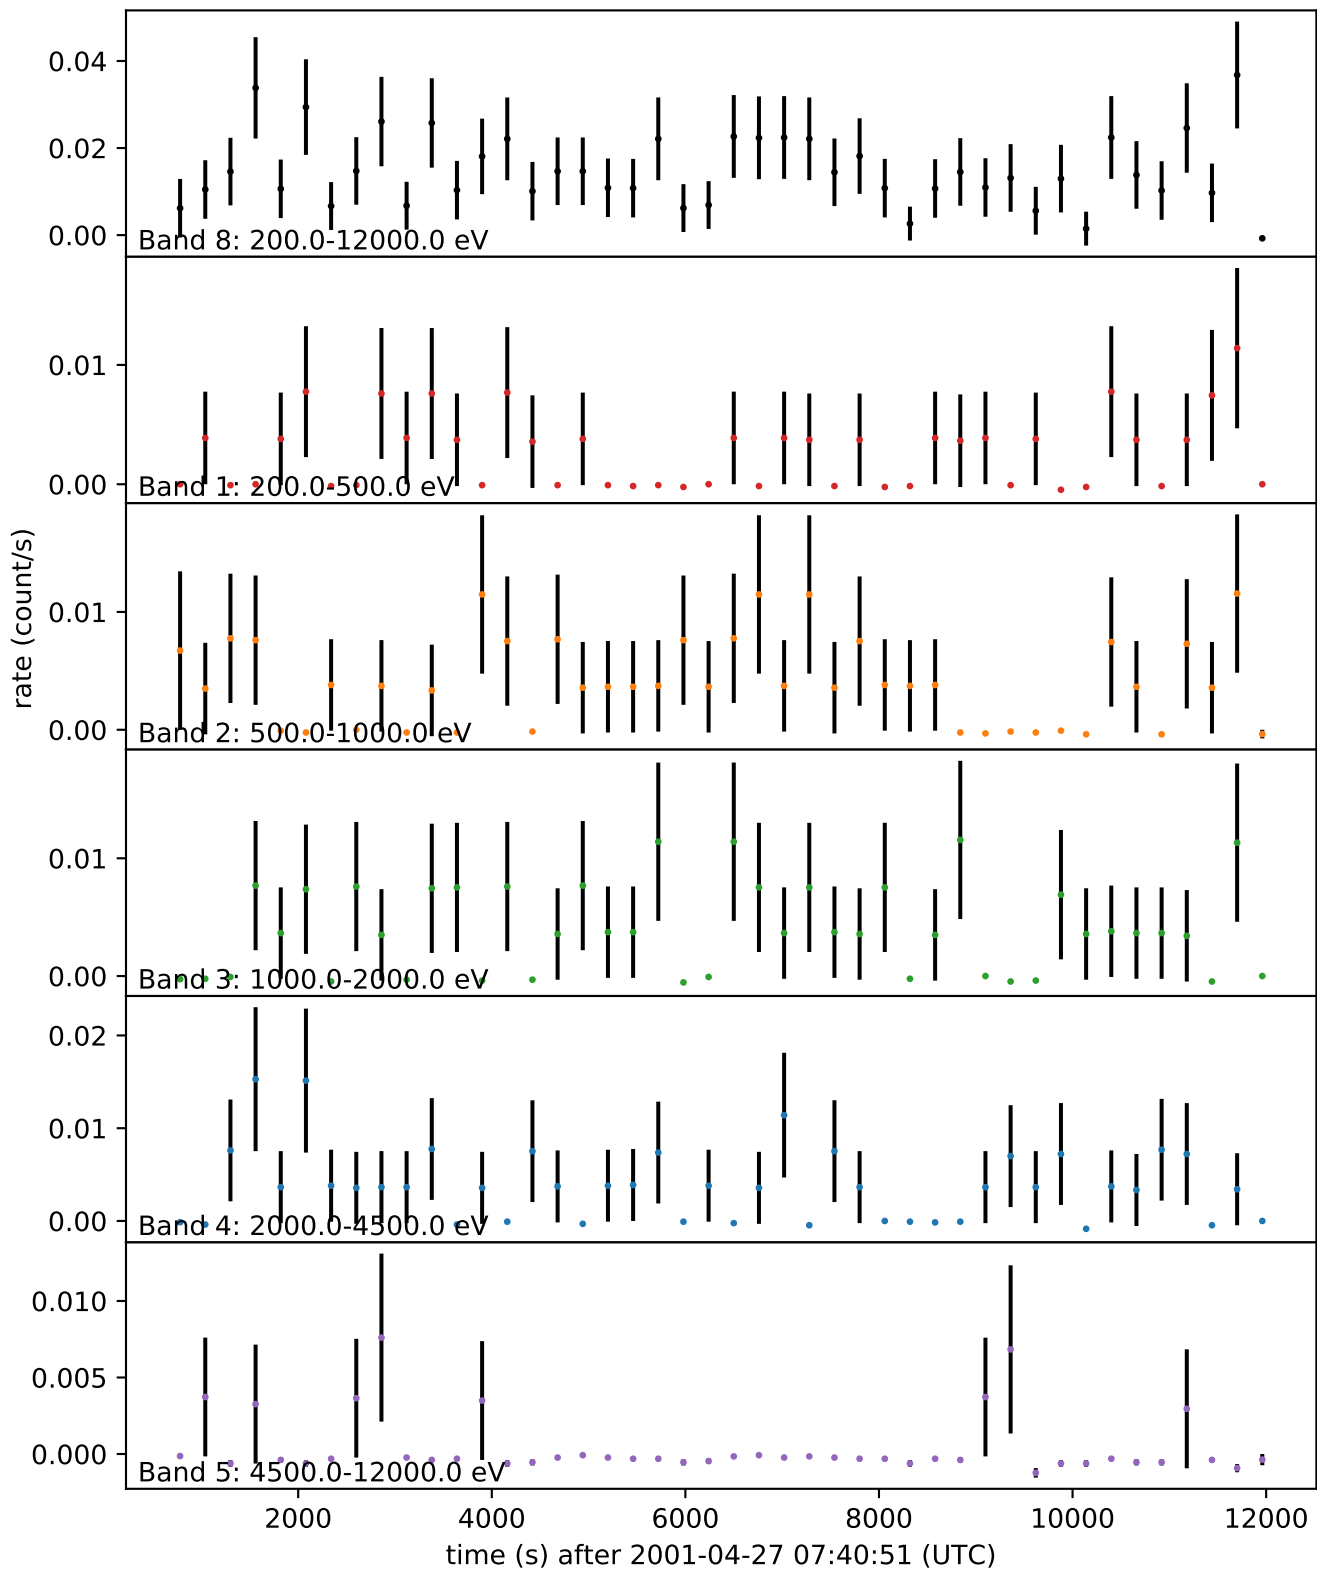 0.04
0.02
0.00
Band 8: 200.0-12000.0 eV
0.01
0.00
Band 1: 200.0-500.0 eV
rate (count/s)
0.01
0.00
Band 2: 500.0-1000.0 eV
0.01
0.00
Band 3: 1000.0-2000.0 eV
0.02
0.01
0.00
Band 4: 2000.0-4500.0 eV
0.010
0.005
0.000
Band 5: 4500.0-12000.0 eV
2000 4000 6000 8000 10000 12000
time (s) after 2001-04-27 07:40:51 (UTC)